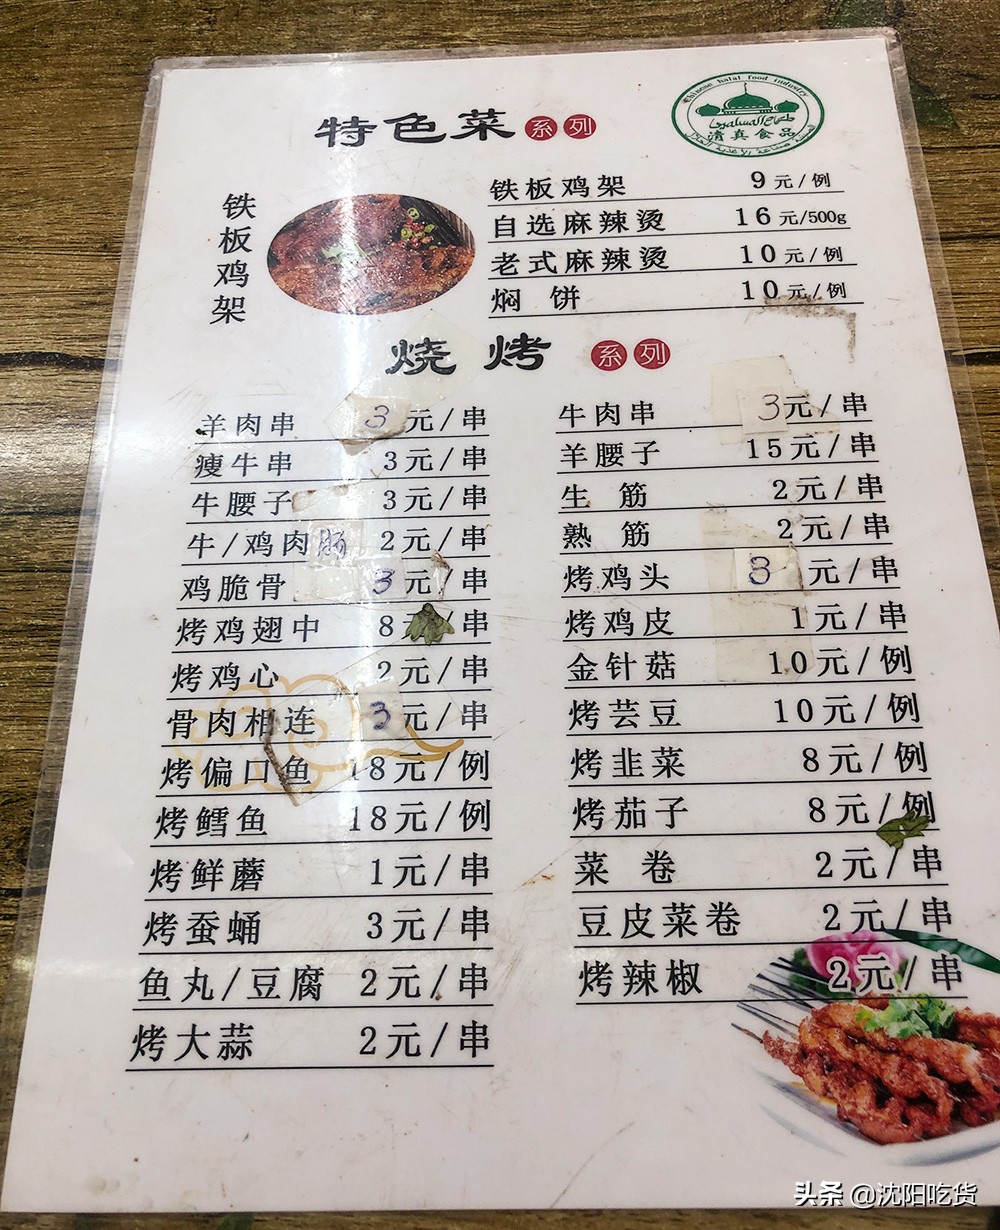 特色菜系列
Chinese halal food industry
清真食品
铁板鸡架
铁板鸡架 9元/例
自选麻辣烫 16元/500g
老式麻辣烫 10元/例
焖饼 10元/例
烧烤系列
羊肉串 3元/串
瘦牛串 3元/串
牛腰子 3元/串
牛/鸡肉肠 2元/串
鸡脆骨 3元/串
烤鸡翅中 8 /串
烤鸡心 2元/串
骨肉相连 3元/串
烤偏口鱼 18元/例
烤鳕鱼 18元/例
烤鲜蘑 1元/串
烤蚕蛹 3元/串
鱼丸/豆腐 2元/串
烤大蒜 2元/串
牛肉串 3元/串
羊腰子 15元/串
生筋 2元/串
熟筋 2元/串
烤鸡头 3元/串
烤鸡皮 1元/串
金针菇 10元/例
烤芸豆 10元/例
烤韭菜 8元/例
烤茄子 8元/例
菜卷 2元/串
豆皮菜卷 2元/串
烤辣椒 2元/串
头条 @沈阳吃货